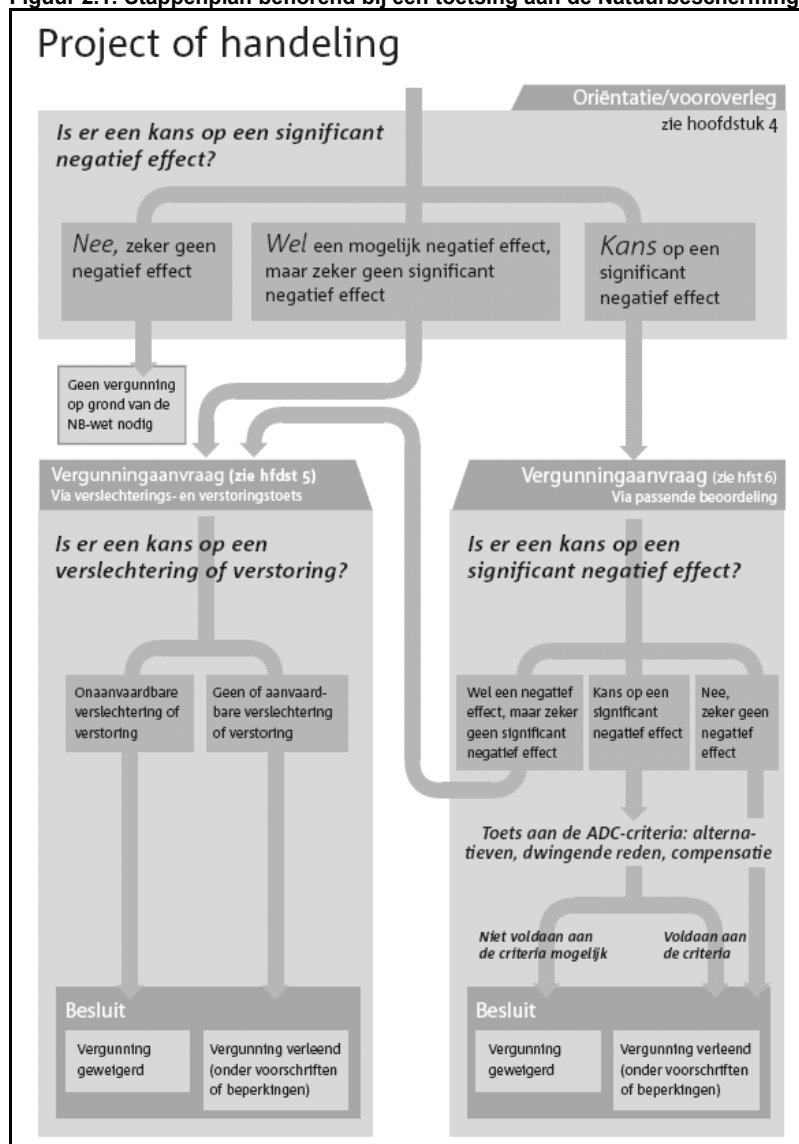 Figuur 2.1: Stappenplan behorend bij een toetsing aan de Natuurbescherming
Project of handeling
Oriëntatie/vooroverleg
zie hoofdstuk 4
Is er een kans op een significant
negatief effect?
Nee, zeker geen
negatief effect
Wel een mogelijk negatief effect,
maar zeker geen significant
negatief effect
Kans op een
significant
negatief effect
Geen vergunning
op grond van de
NB-wet nodig
Vergunningaanvraag (zie hfdst 5)
Via verslechterings- en verstoringstoets
Is er een kans op een
verslechtering of verstoring?
Onaanvaardbare
verslechtering of
verstoring
Geen of aanvaard-
bare verslechtering
of verstoring
Besluit
Vergunning
geweigerd
Vergunning verleend
(onder voorschriften
of beperkingen)
Vergunningaanvraag (zie hfst 6)
Via passende beoordeling
Is er een kans op een
significant negatief effect?
Wel een negatief
effect, maar zeker
geen significant
negatief effect
Kans op een
significant
negatief effect
Nee,
zeker geen
negatief
effect
Toets aan de ADC-criteria: alterna-
tieven, dwingende reden, compensatie
Niet voldaan aan
de criteria mogelijk
Voldaan aan
de criteria
Besluit
Vergunning
geweigerd
Vergunning verleend
(onder voorschriften
of beperkingen)